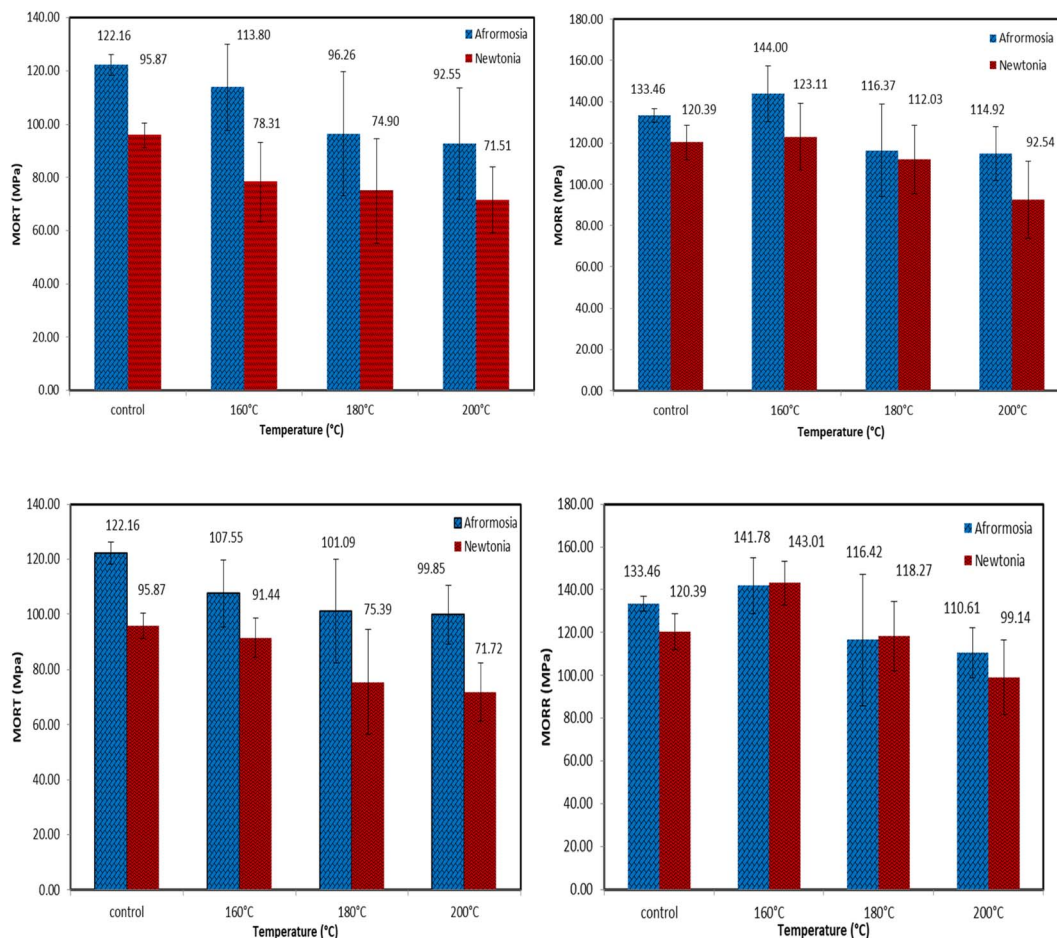 140.00
120.00
100.00
80.00
60.00
40.00
20.00
0.00
MORT (MPa)
122.16
95.87
113.80
78.31
96.26
74.90
92.55
71.51
Afrormosia
Newtonia
control
160°C
180°C
200°C
Temperature (°C)
180.00
160.00
140.00
120.00
100.00
80.00
60.00
40.00
20.00
0.00
MORR (MPa)
133.46
120.39
144.00
123.11
116.37
112.03
114.92
92.54
Afrormosia
Newtonia
control
160°C
180°C
200°C
Temperature (°C)
140.00
120.00
100.00
80.00
60.00
40.00
20.00
0.00
MORT (Mpa)
122.16
95.87
107.55
91.44
101.09
75.39
99.85
71.72
Afrormosia
Newtonia
control
160°C
180°C
200°C
Temperature (°C)
180.00
160.00
140.00
120.00
100.00
80.00
60.00
40.00
20.00
0.00
MORR (MPa)
133.46
120.39
141.78
143.01
116.42
118.27
110.61
99.14
Afrormosia
Newtonia
control
160°C
180°C
200°C
Temperature (°C)